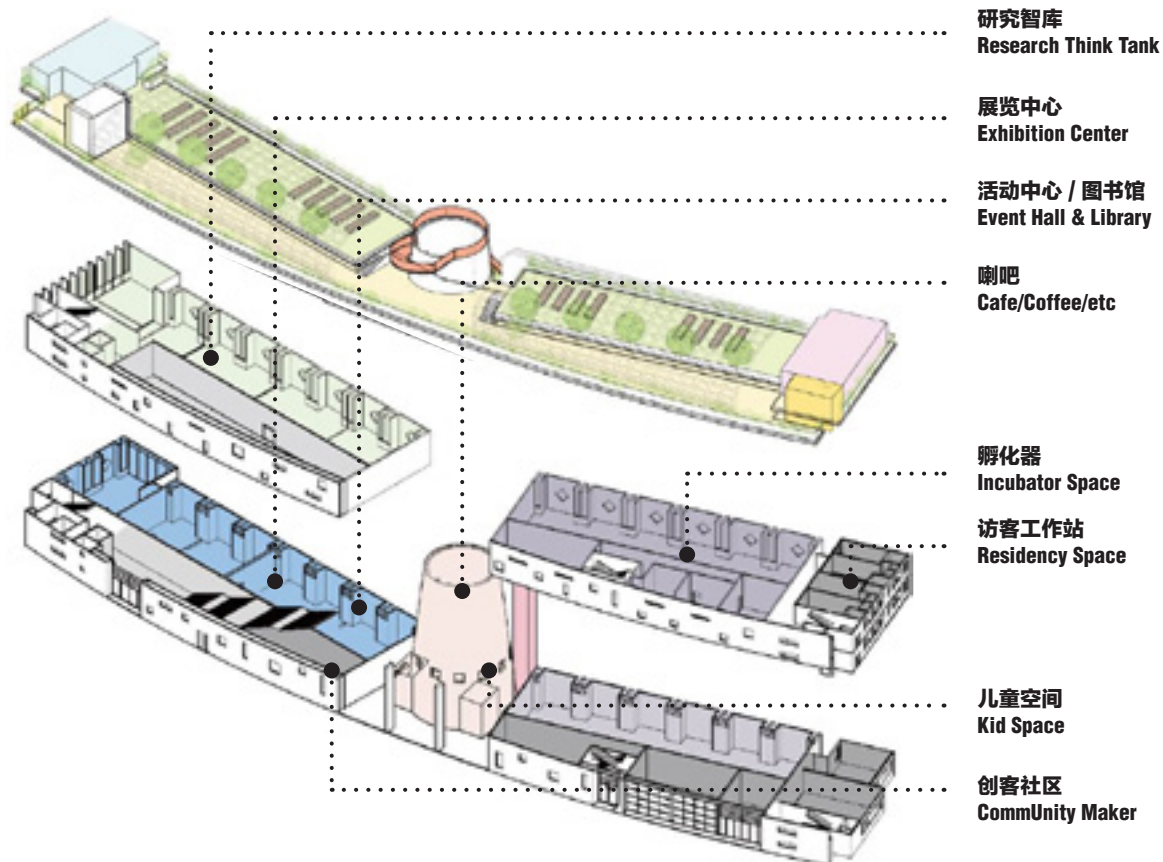 研究智库
Research Think Tank
展览中心
Exhibition Center
活动中心 / 图书馆
Event Hall & Library
喇吧
Cafe/Coffee/etc
孵化器
Incubator Space
访客工作站
Residency Space
儿童空间
Kid Space
创客社区
CommUnity Maker